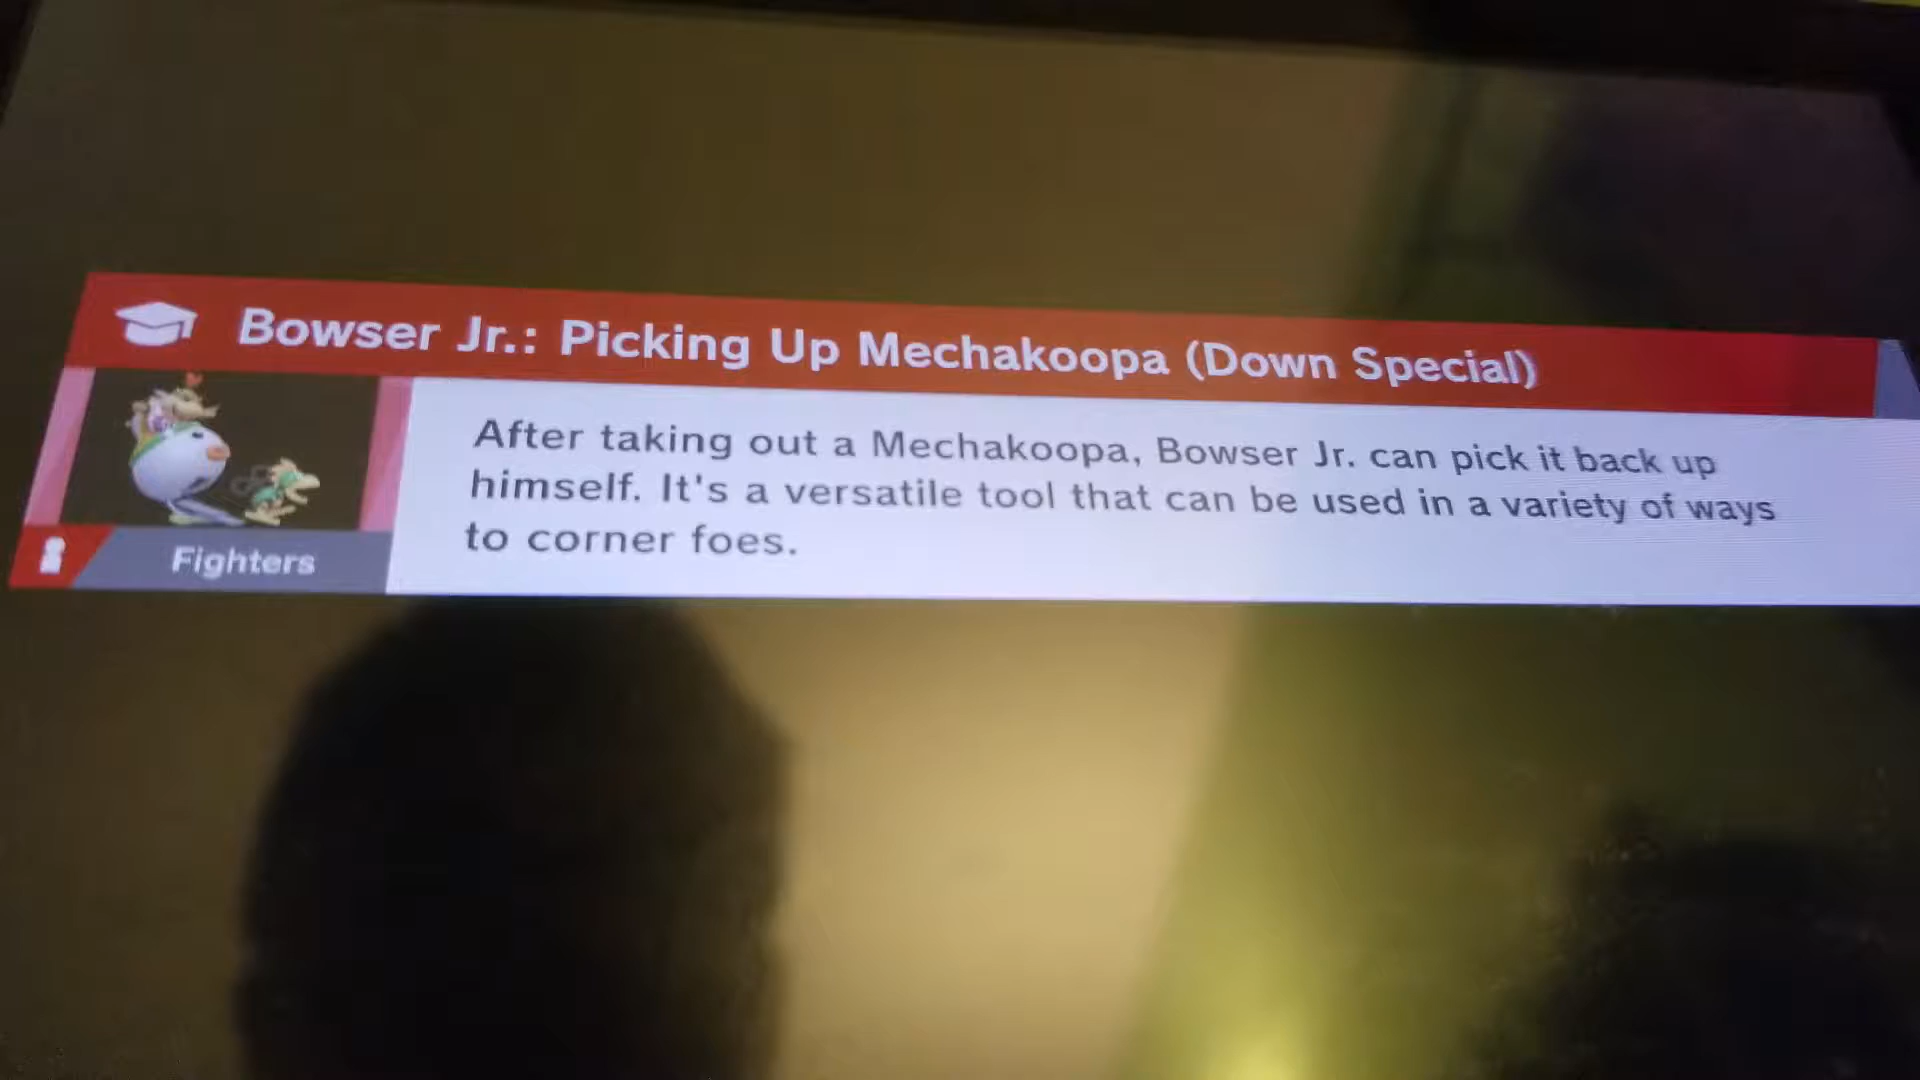 Bowser Jr.: Picking Up Mechakoopa (Down Special)
After taking out a Mechakoopa, Bowser Jr. can pick it back up
himself. It's a versatile tool that can be used in a variety of ways
to corner foes.
Fighters